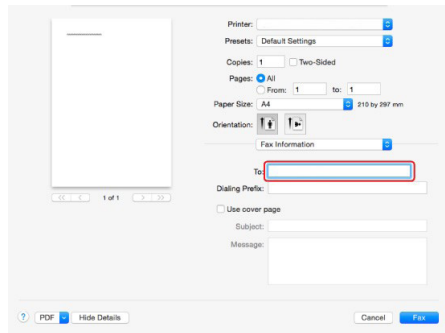 Printer:
Presets: Default Settings
Copies: 1 Two-Sided
Pages: All
From: 1 to: 1
Paper Size: A4 210 by 297 mm
Orientation:
Fax Information
To:
Dialing Prefix:
1 of 1
Use cover page
Subject:
Message:
? PDF Hide Details Cancel Fax